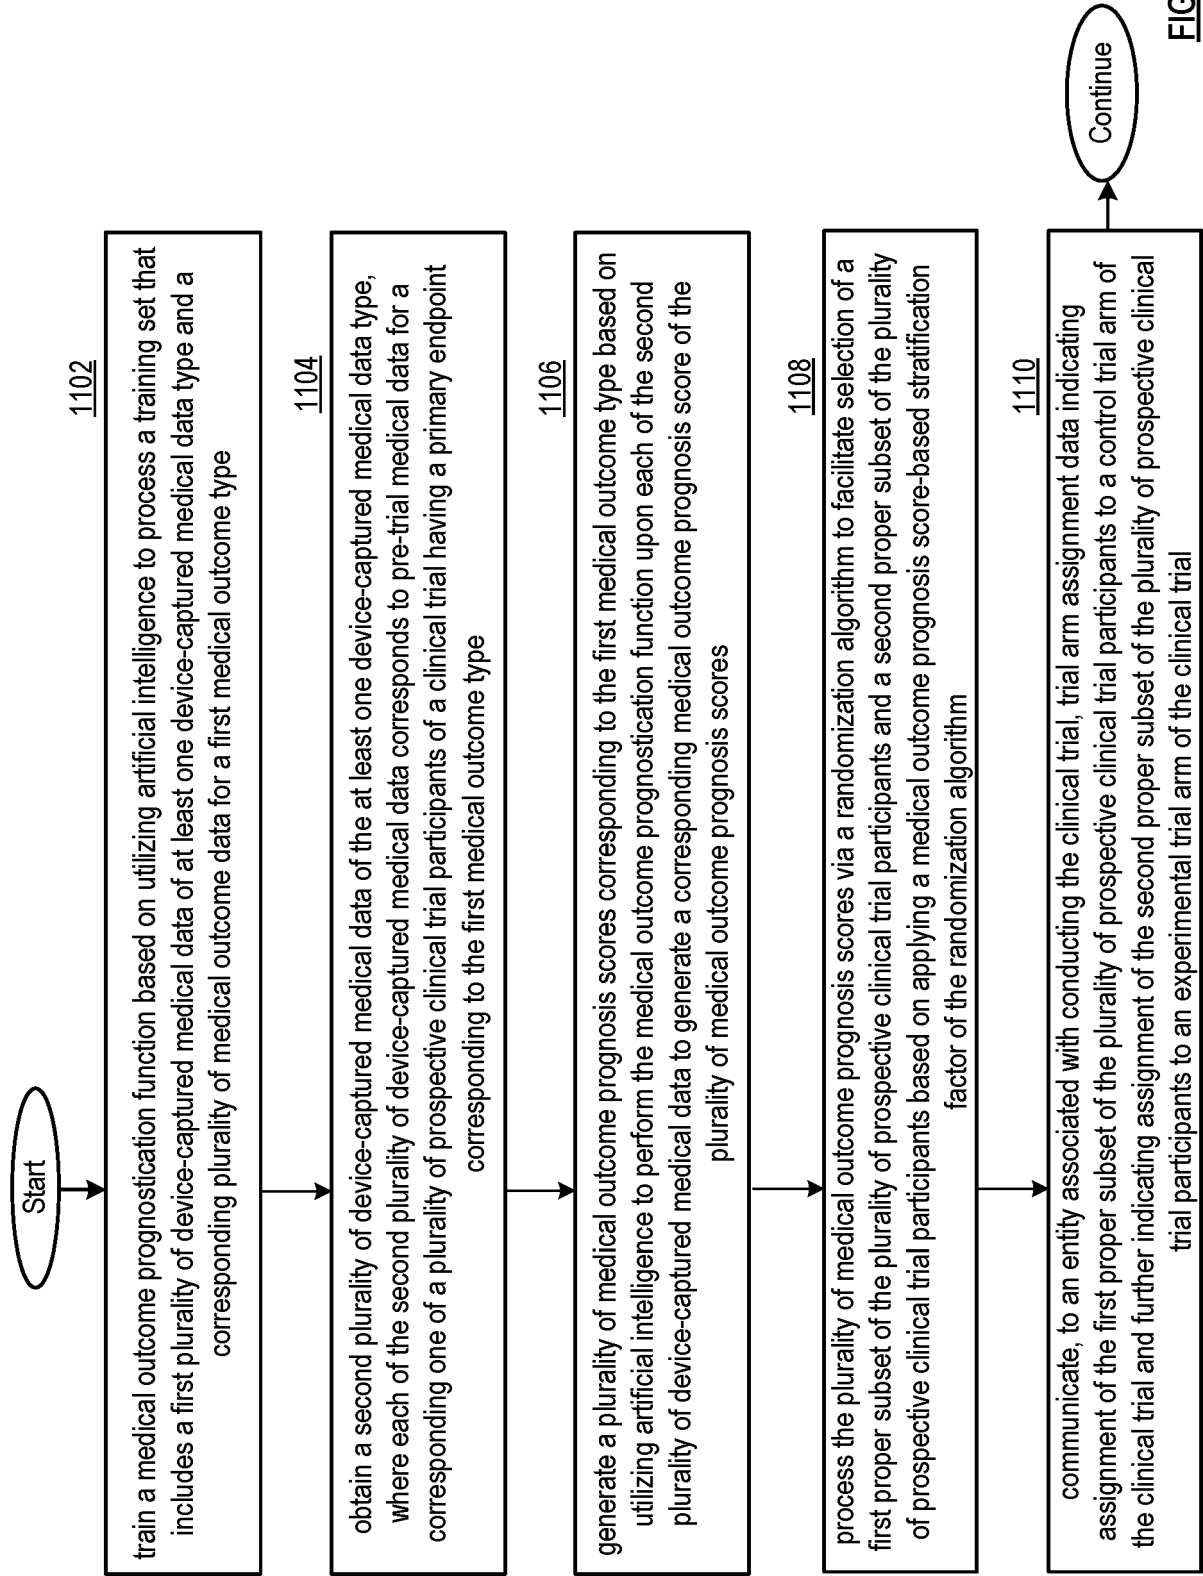 Start
1102
train a medical outcome prognostication function based on utilizing artificial intelligence to process a training set that
includes a first plurality of device-captured medical data of at least one device-captured medical data type and a
corresponding plurality of medical outcome data for a first medical outcome type
1104
obtain a second plurality of device-captured medical data of the at least one device-captured medical data type,
where each of the second plurality of device-captured medical data corresponds to pre-trial medical data for a
corresponding one of a plurality of prospective clinical trial participants of a clinical trial having a primary endpoint
corresponding to the first medical outcome type
1106
generate a plurality of medical outcome prognosis scores corresponding to the first medical outcome type based on
utilizing artificial intelligence to perform the medical outcome prognostication function upon each of the second
plurality of device-captured medical data to generate a corresponding medical outcome prognosis score of the
plurality of medical outcome prognosis scores
1108
process the plurality of medical outcome prognosis scores via a randomization algorithm to facilitate selection of a
first proper subset of the plurality of prospective clinical trial participants and a second proper subset of the plurality
of prospective clinical trial participants based on applying a medical outcome prognosis score-based stratification
factor of the randomization algorithm
1110
communicate, to an entity associated with conducting the clinical trial, trial arm assignment data indicating
assignment of the first proper subset of the plurality of prospective clinical trial participants to a control trial arm of
the clinical trial and further indicating assignment of the second proper subset of the plurality of prospective clinical
trial participants to an experimental trial arm of the clinical trial
Continue